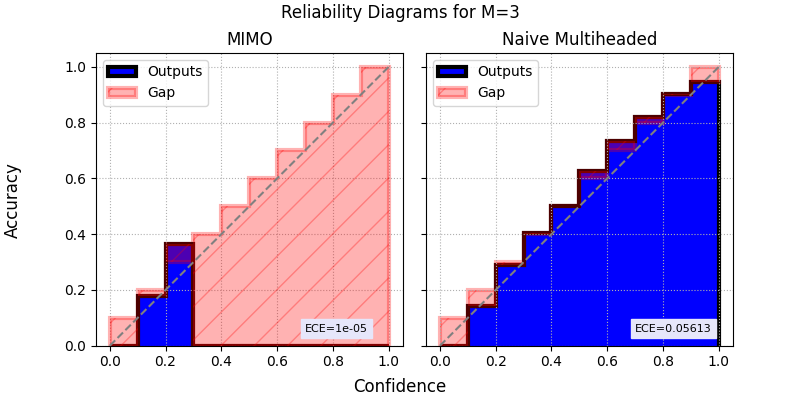 Reliability Diagrams for M=3
MIMO
Naive Multiheaded
Accuracy
1.0
0.8
0.6
0.4
0.2
0.0
Outputs
Gap
ECE=1e-05
0.0 0.2 0.4 0.6 0.8 1.0
Outputs
Gap
ECE=0.05613
0.0 0.2 0.4 0.6 0.8 1.0
Confidence